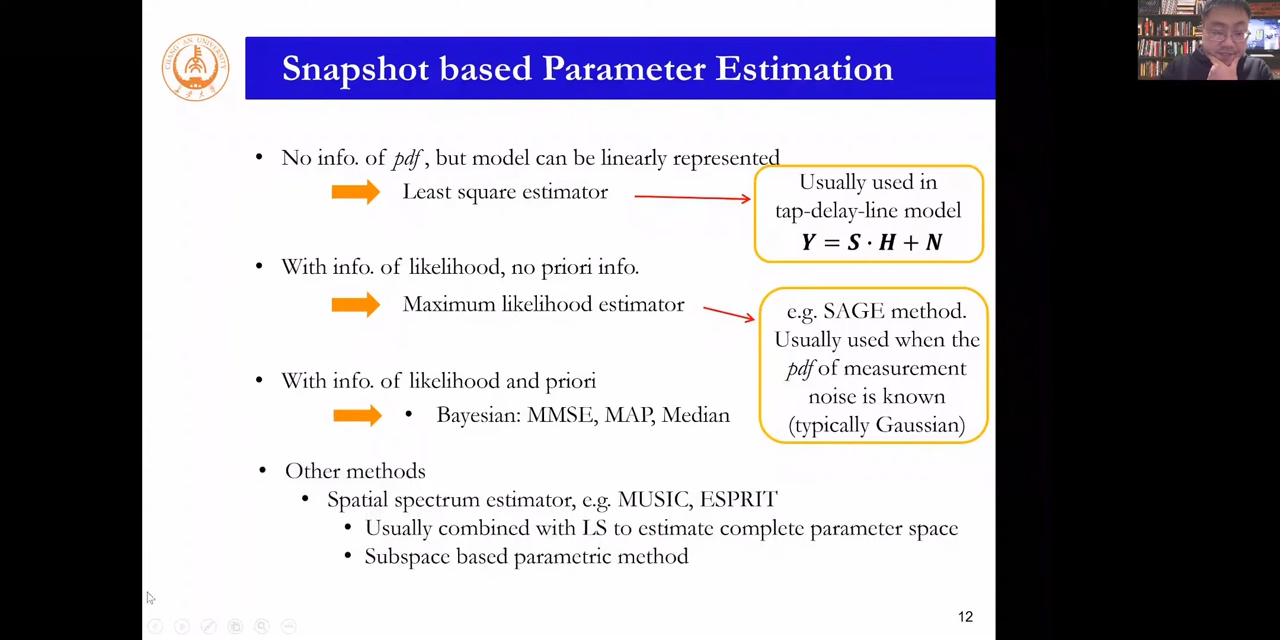 CHANG'AN UNIVERSITY
Snapshot based Parameter Estimation
• No info. of pdf, but model can be linearly represented
Least square estimator
Usually used in
tap-delay-line model
Y = S · H + N
• With info. of likelihood, no priori info.
Maximum likelihood estimator
e.g. SAGE method.
Usually used when the
pdf of measurement
noise is known
(typically Gaussian)
• With info. of likelihood and priori
• Bayesian: MMSE, MAP, Median
• Other methods
• Spatial spectrum estimator, e.g. MUSIC, ESPRIT
• Usually combined with LS to estimate complete parameter space
• Subspace based parametric method
12